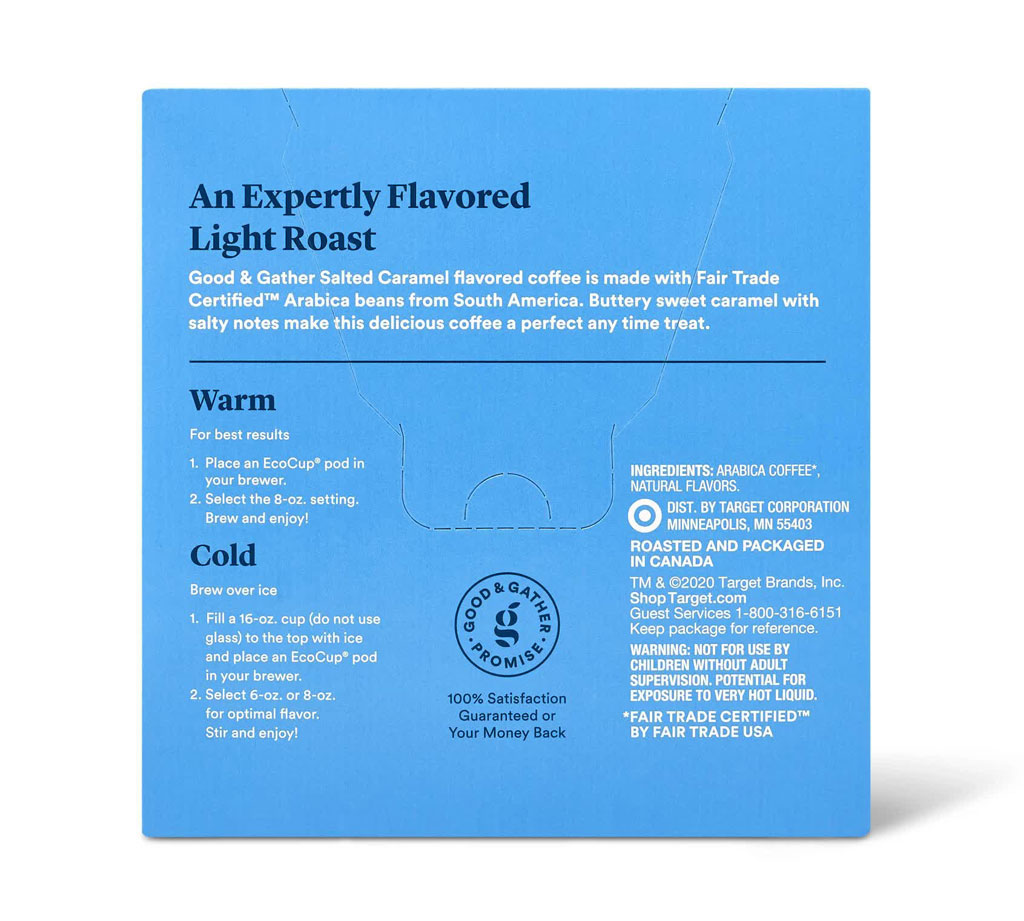 An Expertly Flavored
Light Roast
Good & Gather Salted Caramel flavored coffee is made with Fair Trade
Certified™ Arabica beans from South America. Buttery sweet caramel with
salty notes make this delicious coffee a perfect any time treat.
Warm
For best results
1. Place an EcoCup® pod in
your brewer.
2. Select the 8-oz. setting.
Brew and enjoy!
Cold
Brew over ice
1. Fill a 16-oz. cup (do not use
glass) to the top with ice
and place an EcoCup® pod
in your brewer.
2. Select 6-oz. or 8-oz.
for optimal flavor.
Stir and enjoy!
GOOD & GATHER
g
• PROMISE •
100% Satisfaction
Guaranteed or
Your Money Back
INGREDIENTS: ARABICA COFFEE*,
NATURAL FLAVORS.
DIST. BY TARGET CORPORATION
MINNEAPOLIS, MN 55403
ROASTED AND PACKAGED
IN CANADA
TM & ©2020 Target Brands, Inc.
Shop Target.com
Guest Services 1-800-316-6151
Keep package for reference.
WARNING: NOT FOR USE BY
CHILDREN WITHOUT ADULT
SUPERVISION. POTENTIAL FOR
EXPOSURE TO VERY HOT LIQUID.
*FAIR TRADE CERTIFIED™
BY FAIR TRADE USA